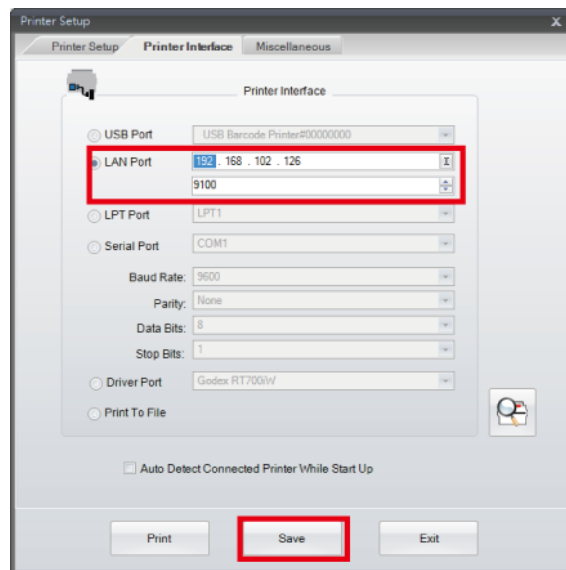 Printer Setup x
Printer Setup Printer Interface Miscellaneous
Printer Interface
USB Port USB Barcode Printer#00000000
LAN Port 192 . 168 . 102 . 126 I
9100
LPT Port LPT1
Serial Port COM1
Baud Rate: 9600
Parity: None
Data Bits: 8
Stop Bits: 1
Driver Port Godex RT700iW
Print To File
Auto Detect Connected Printer While Start Up
Print Save Exit